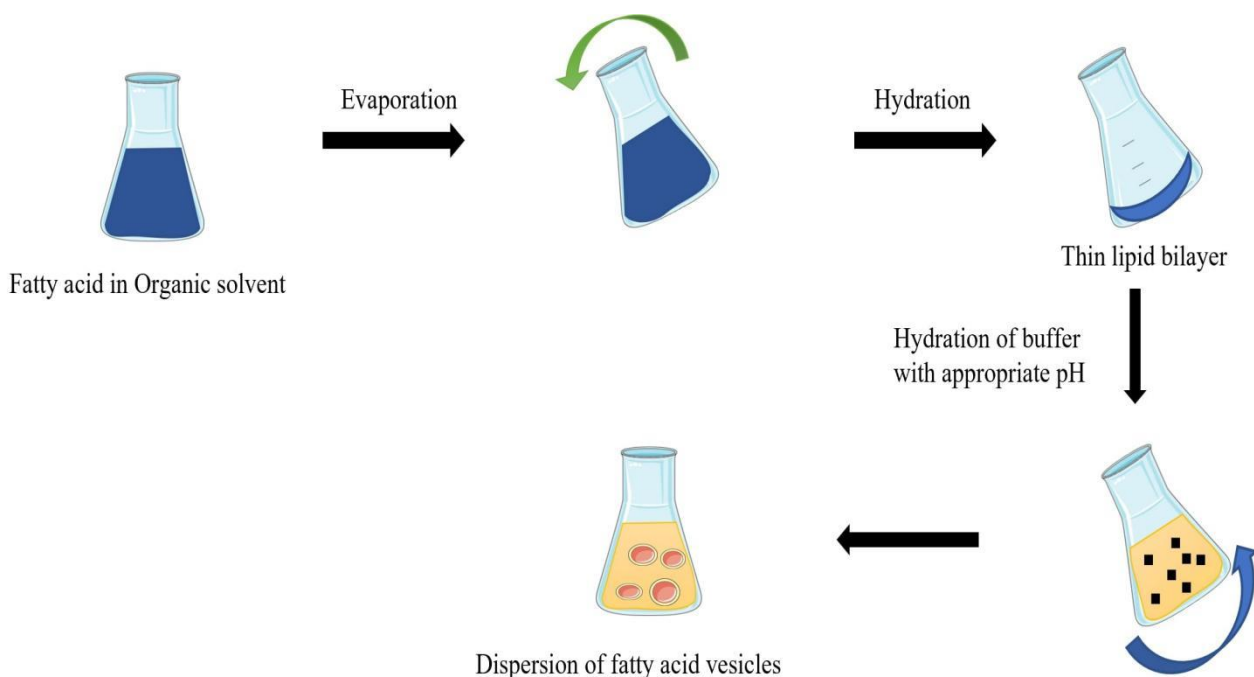 Evaporation
Hydration
Fatty acid in Organic solvent
Thin lipid bilayer
Hydration of buffer
with appropriate pH
Dispersion of fatty acid vesicles